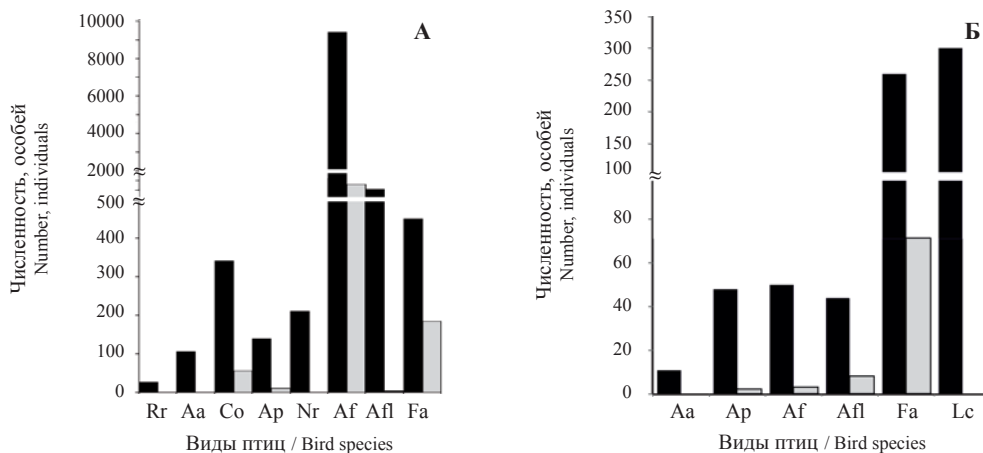 А
Численность, особей
Number, individuals
10000
8000
6000
4000
2000
≈
500
400
300
200
100
0
Rr Aa Co Ap Nr Af Afl Fa
Виды птиц / Bird species
Б
Численность, особей
Number, individuals
350
300
250
200
150
100
≈
80
60
40
20
0
Aa Ap Af Afl Fa Lc
Виды птиц / Bird species